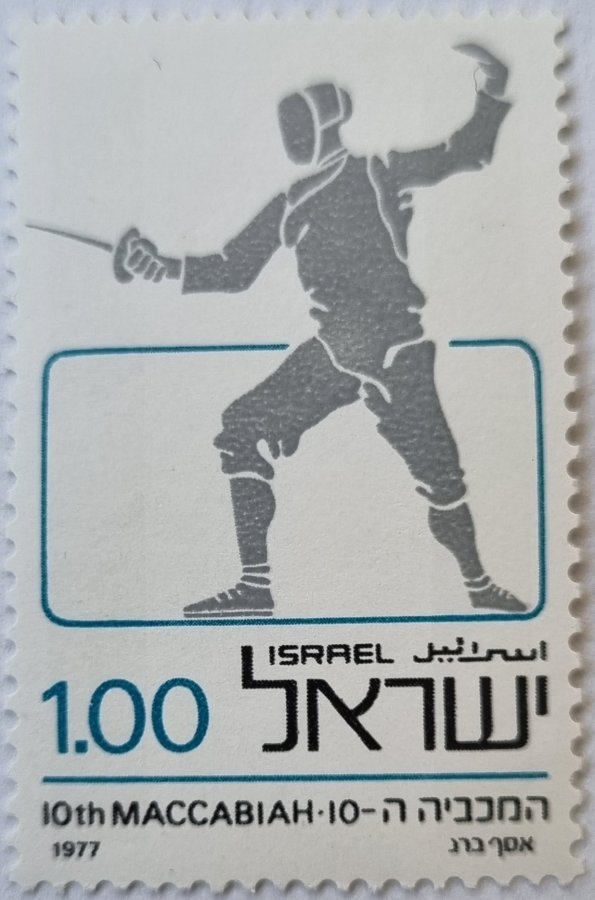 ISRAEL اسرائيل
1.00 ישראל
10th MACCABIAH · המכביה ה-10
1977 אסף ברג